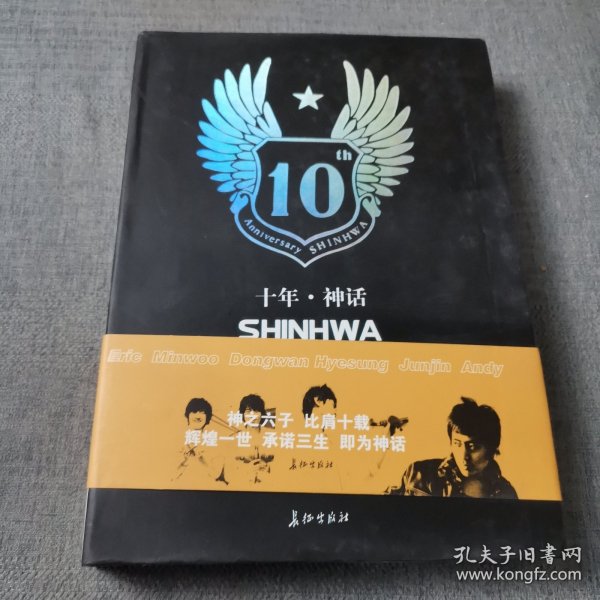 10th
Anniversary SHINHWA
十年·神话
SHINHWA
Eric Minwoo Dongwan Hyesung Junjin Andy
神之六子 比肩十载
辉煌一世 承诺三生 即为神话
长征出版社
长征出版社
孔夫子旧书网
www.kongfz.com